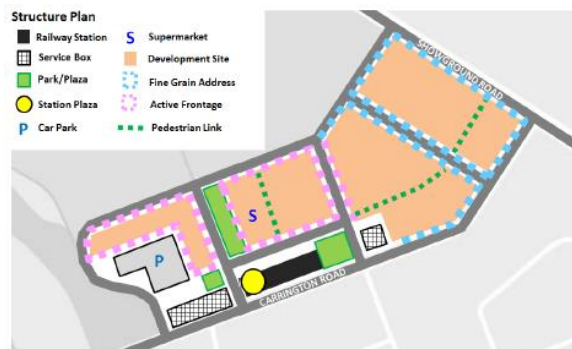 Structure Plan
Railway Station
S Supermarket
Service Box
Development Site
Park/Plaza
Fine Grain Address
Station Plaza
Active Frontage
P Car Park
Pedestrian Link
SHOWGROUND ROAD
S
P
CARRINGTON ROAD